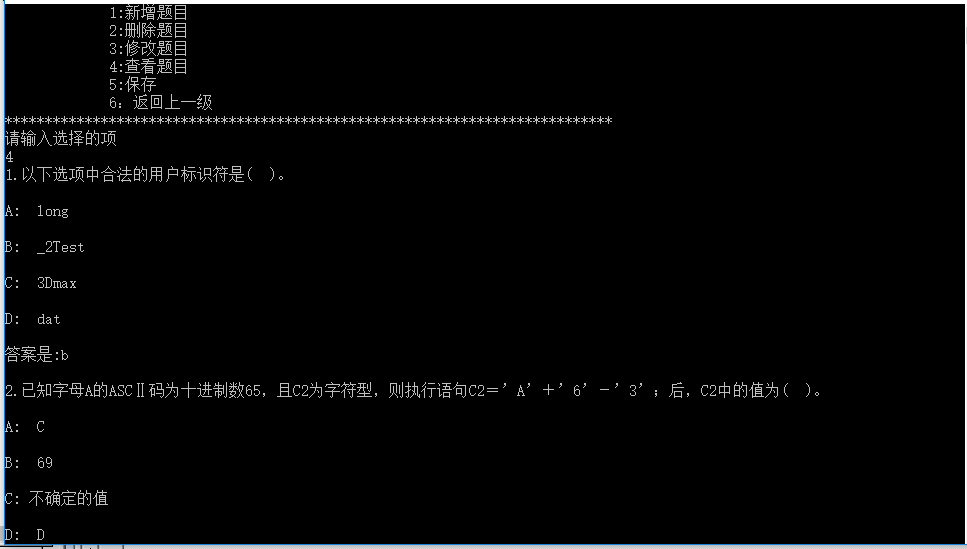 1:新增题目
2:删除题目
3:修改题目
4:查看题目
5:保存
6：返回上一级
****************************************************************************
请输入选择的项
4
1.以下选项中合法的用户标识符是(  )。
A:  long
B:  _2Test
C:  3Dmax
D:  dat
答案是:b
2.已知字母A的ASCⅡ码为十进制数65，且C2为字符型，则执行语句C2＝’A’＋’6’－’3’；后，C2中的值为(  )。
A:  C
B:  69
C: 不确定的值
D:  D